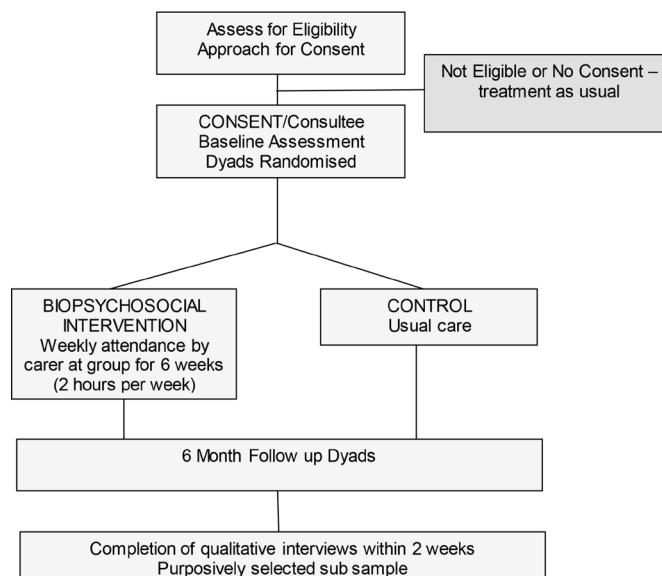 Assess for Eligibility
Approach for Consent
Not Eligible or No Consent –
treatment as usual
CONSENT/Consultee
Baseline Assessment
Dyads Randomised
BIOPSYCHOSOCIAL
INTERVENTION
Weekly attendance by
carer at group for 6 weeks
(2 hours per week)
CONTROL
Usual care
6 Month Follow up Dyads
Completion of qualitative interviews within 2 weeks
Purposively selected sub sample